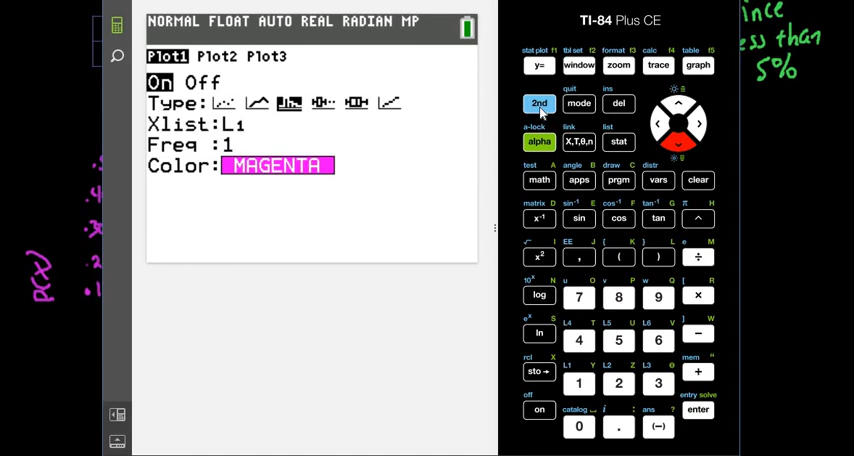 NORMAL FLOAT AUTO REAL RADIAN MP
Plot1 Plot2 Plot3
On Off
Type:
Xlist:L1
Freq :1
Color: MAGENTA
TI-84 Plus CE
stat plot f1 tbl set f2 format f3 calc f4 table f5
y= window zoom trace graph
quit ins
2nd mode del
a-lock link list
alpha X,T,θ,n stat
test A angle B draw C distr
math apps prgm vars clear
matrix D sin⁻¹ E cos⁻¹ F tan⁻¹ G π H
x⁻¹ sin cos tan ^
√ I EE J { K } L e M
x² , ( ) ÷
10ˣ N u O v P w Q [ R
log 7 8 9 ×
eˣ S L4 T L5 U L6 V ] W
ln 4 5 6 −
rcl X L1 Y L2 Z L3 θ mem "
sto→ 1 2 3 +
off catalog ⎵ i : ans ? entry solve
on 0 . (−) enter
ince
ess than
5%
P(X)